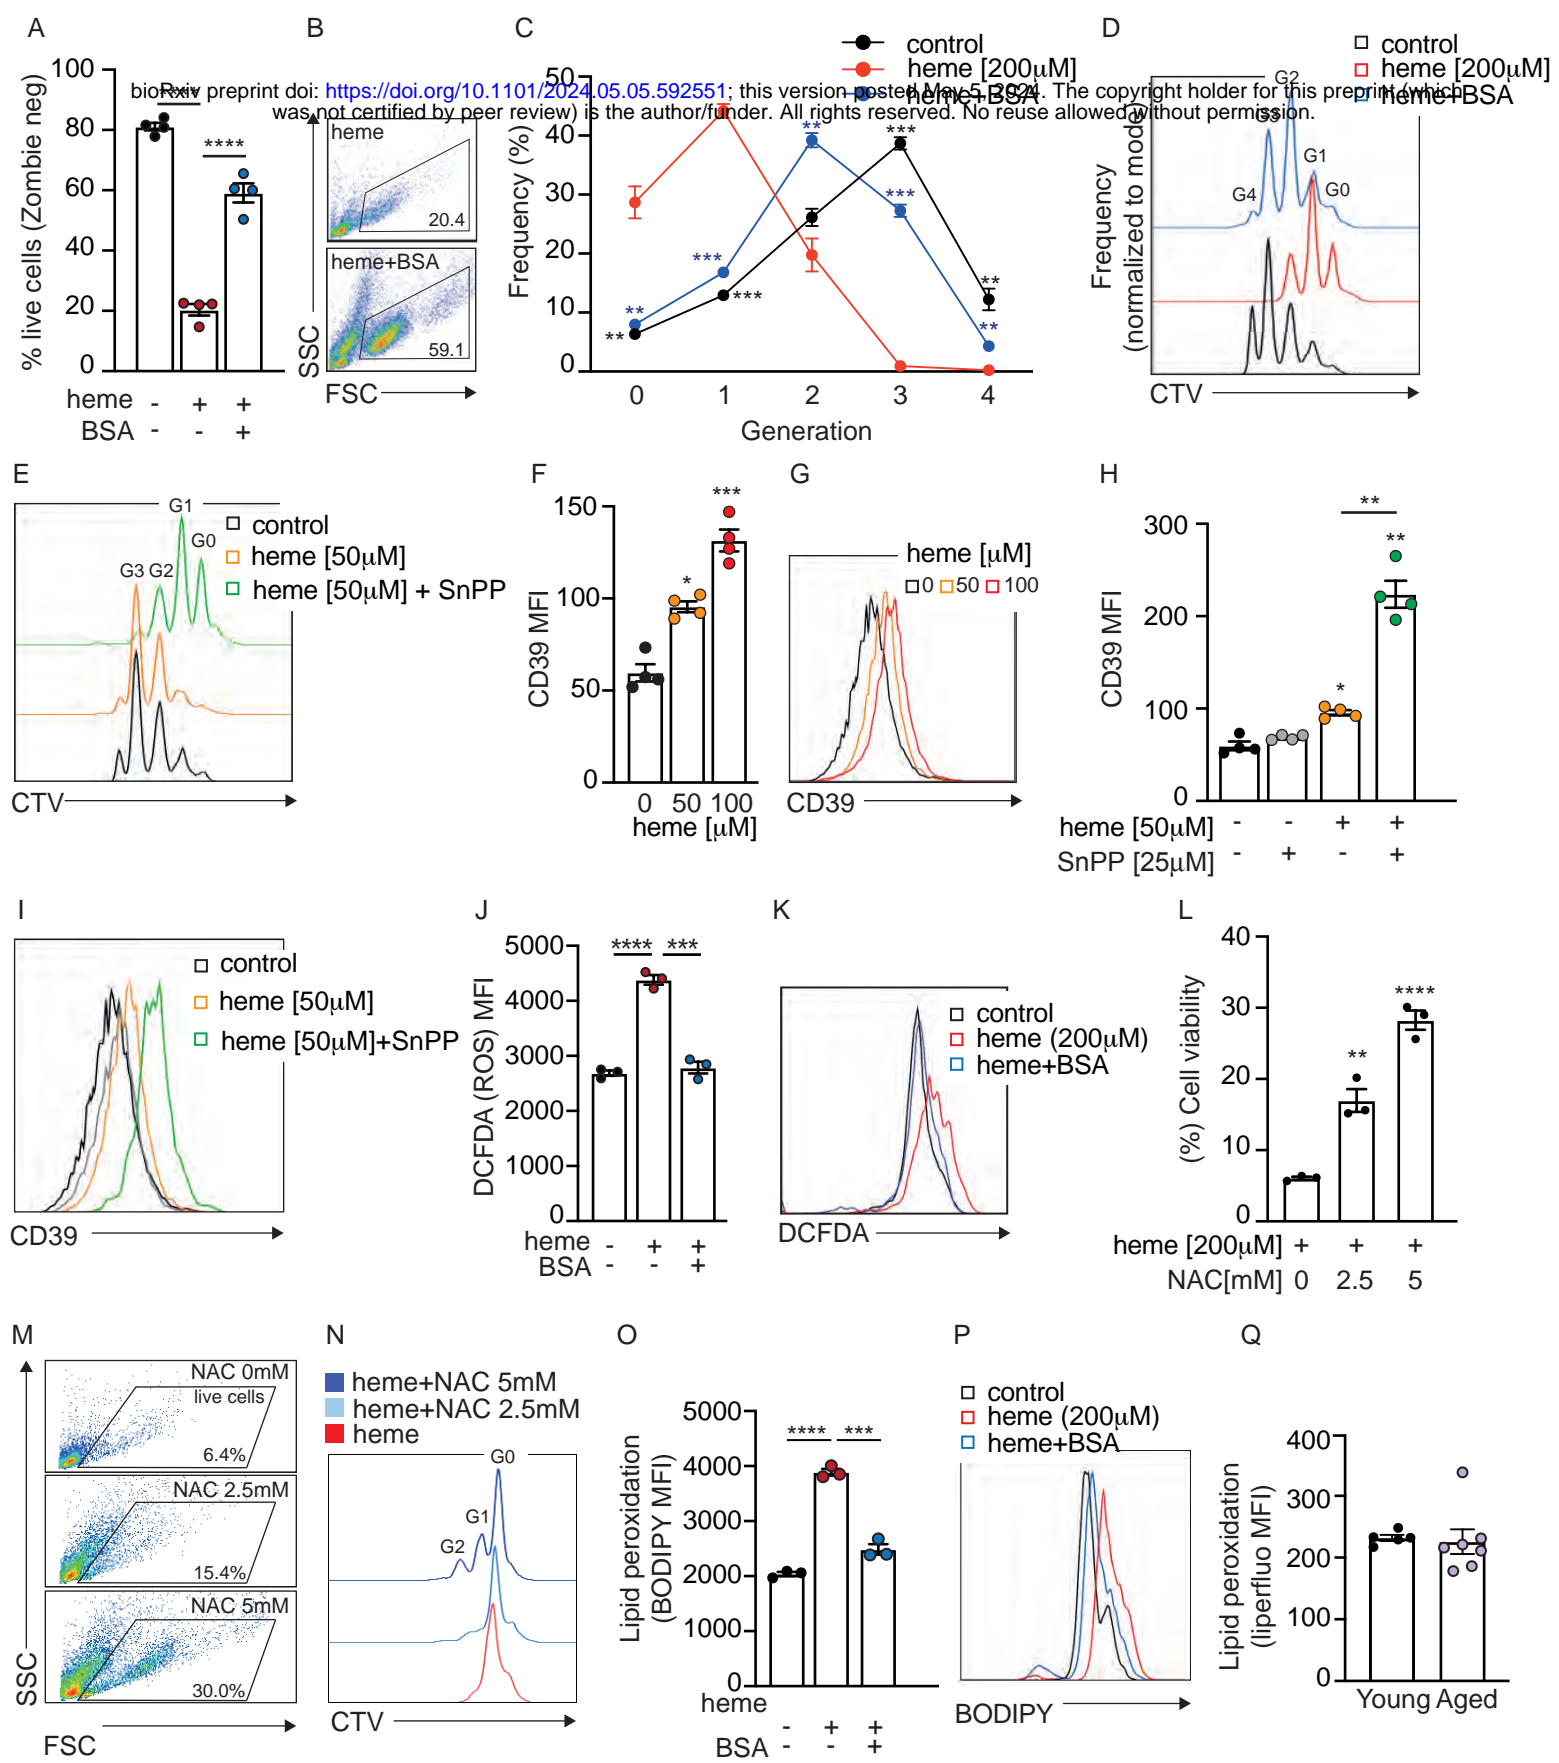 A
B
C
D
control
heme [200µM]
heme+BSA
control
heme [200µM]
heme+BSA
bioRxiv preprint doi: https://doi.org/10.1101/2024.05.05.592551; this version posted May 5, 2024. The copyright holder for this preprint (which
was not certified by peer review) is the author/funder. All rights reserved. No reuse allowed without permission.
% live cells (Zombie neg)
100
80
60
40
20
0
****
heme - + +
BSA - - +
heme
20.4
heme+BSA
59.1
SSC
FSC
Frequency (%)
50
40
30
20
10
0
**
**
***
***
**
***
***
**
**
0 1 2 3 4
Generation
Frequency
(normalized to mode)
G2
G3
G1
G4
G0
CTV
E
F
G
H
G1
G0
G3 G2
control
heme [50µM]
heme [50µM] + SnPP
CTV
CD39 MFI
150
100
50
0
*
***
0 50 100
heme [µM]
heme [µM]
0 50 100
CD39
CD39 MFI
300
200
100
0
**
**
*
heme [50µM] - - + +
SnPP [25µM] - + - +
I
J
K
L
control
heme [50µM]
heme [50µM]+SnPP
CD39
DCFDA (ROS) MFI
5000
4000
3000
2000
1000
0
**** ***
heme - + +
BSA - - +
control
heme (200µM)
heme+BSA
DCFDA
(%) Cell viability
40
30
20
10
0
**
****
heme [200µM] + + +
NAC[mM] 0 2.5 5
M
N
O
P
Q
NAC 0mM
live cells
6.4%
NAC 2.5mM
15.4%
NAC 5mM
30.0%
SSC
FSC
heme+NAC 5mM
heme+NAC 2.5mM
heme
G0
G1
G2
CTV
Lipid peroxidation
(BODIPY MFI)
5000
4000
3000
2000
1000
0
**** ***
heme
- + +
BSA - - +
control
heme (200µM)
heme+BSA
BODIPY
Lipid peroxidation
(liperfluo MFI)
400
300
200
100
0
Young Aged